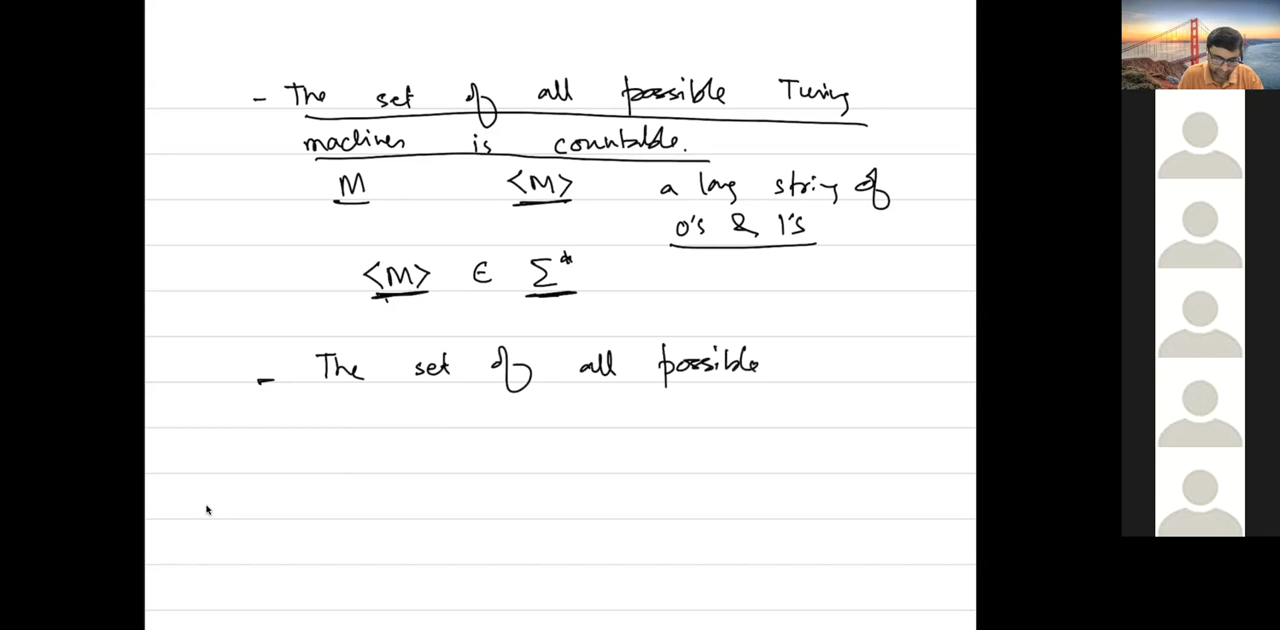 - The set of all possible Turing
machines is countable.
M <M> a long string of
0's & 1's
<M> ∈ Σ*
- The set of all possible